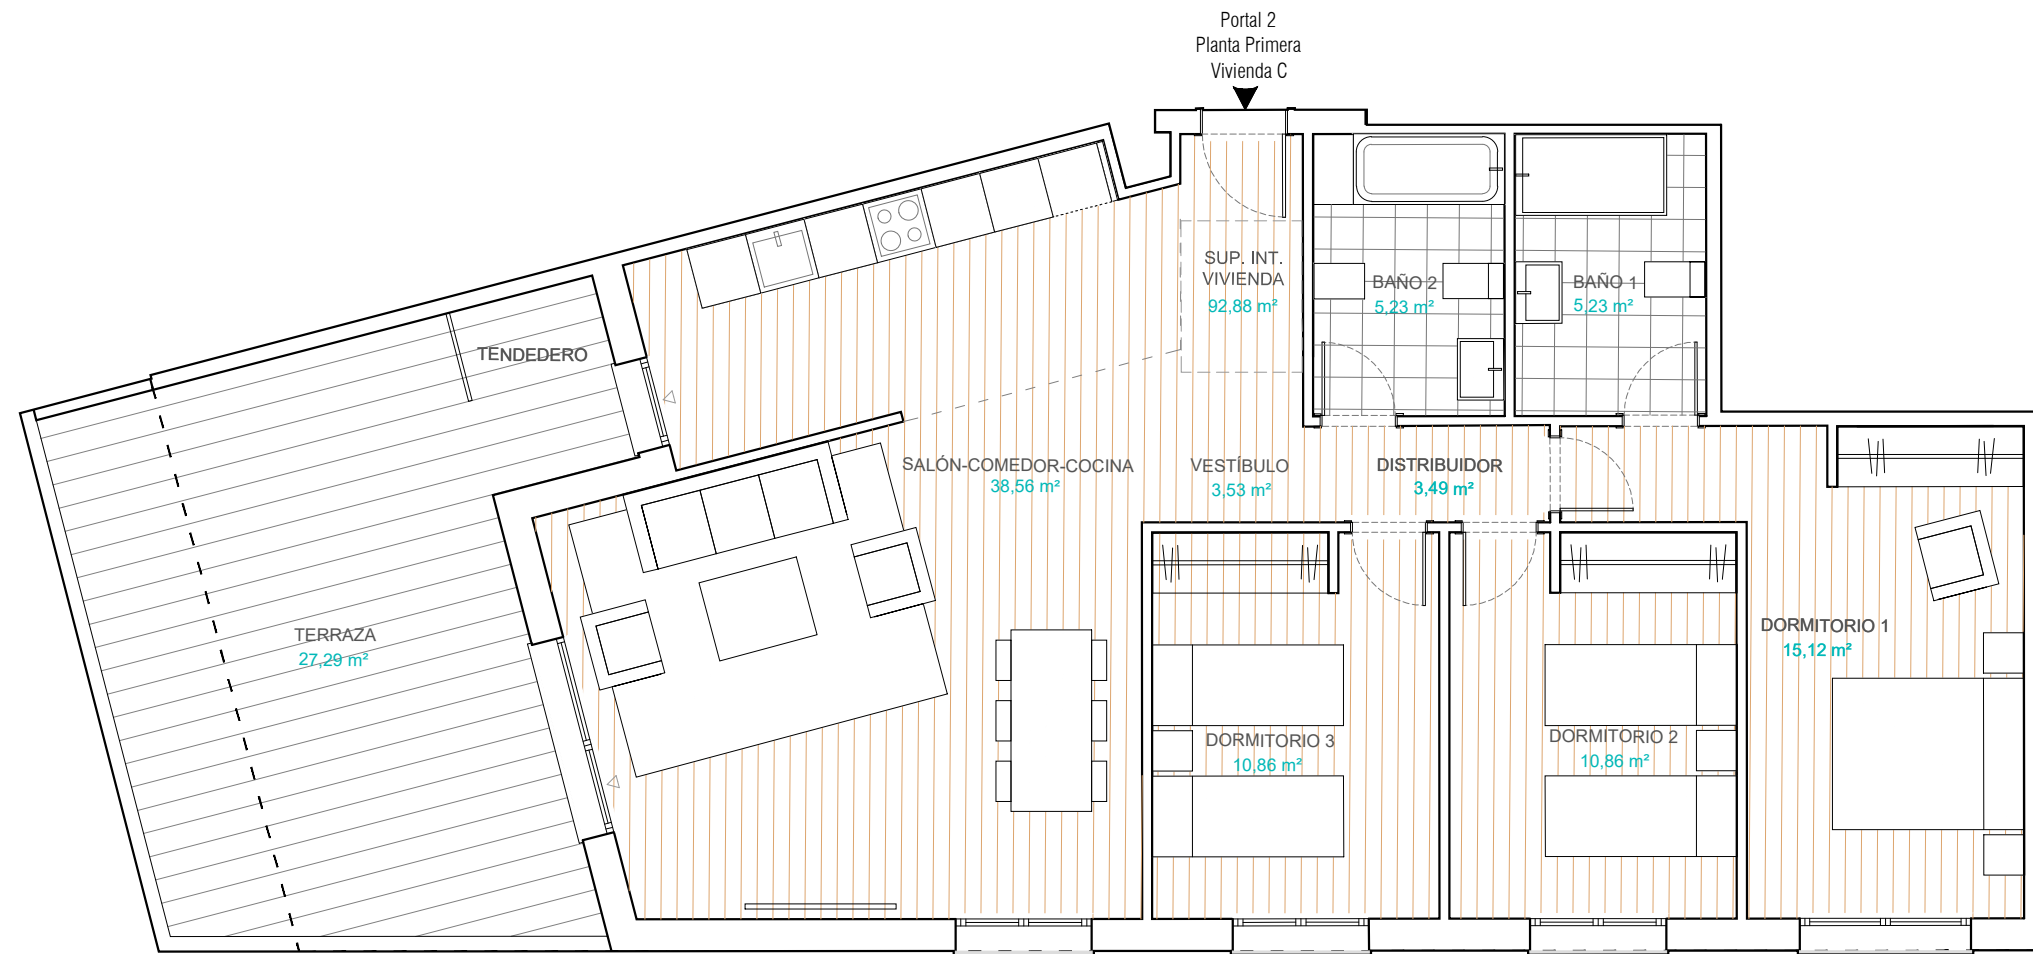 Portal 2
Planta Primera
Vivienda C
SUP. INT.
VIVIENDA
92,88 m²
BAÑO 2
5,23 m²
BAÑO 1
5,23 m²
TENDEDERO
SALÓN-COMEDOR-COCINA
38,56 m²
VESTÍBULO
3,53 m²
DISTRIBUIDOR
3,49 m²
TERRAZA
27,29 m²
DORMITORIO 1
15,12 m²
DORMITORIO 3
10,86 m²
DORMITORIO 2
10,86 m²